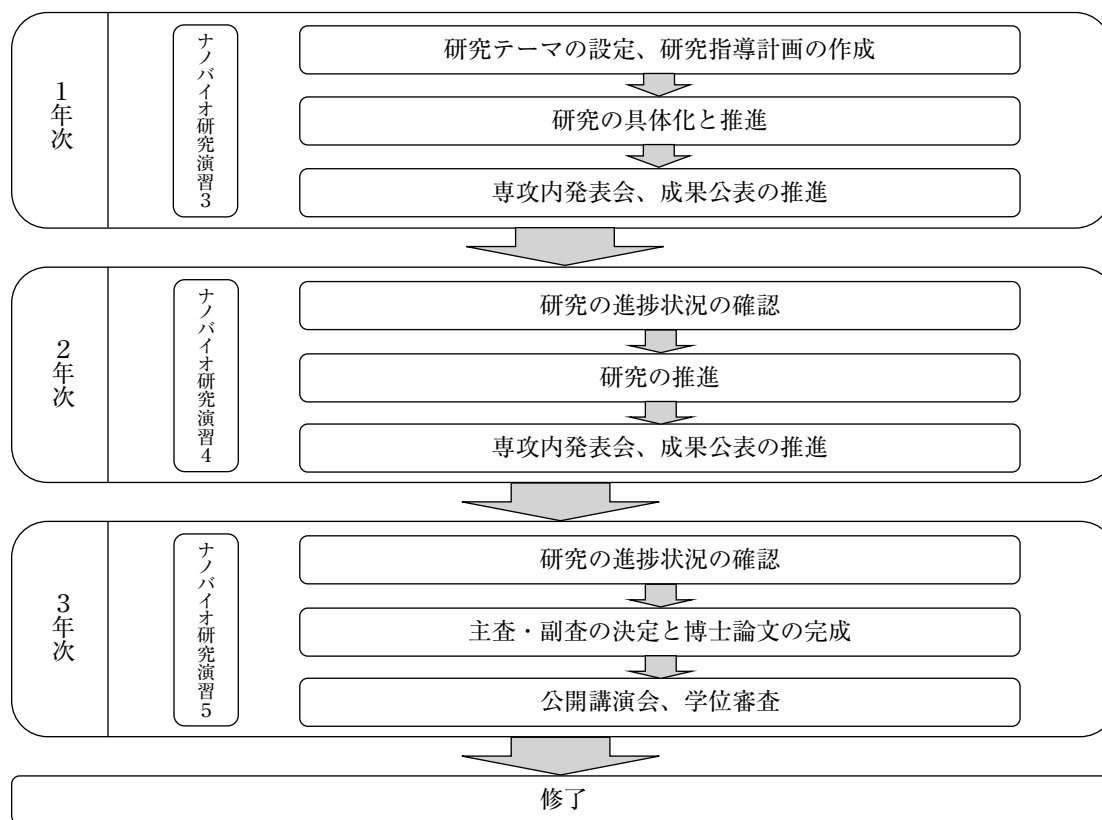 1年次
ナノバイオ研究演習3
研究テーマの設定、研究指導計画の作成
研究の具体化と推進
専攻内発表会、成果公表の推進
2年次
ナノバイオ研究演習4
研究の進捗状況の確認
研究の推進
専攻内発表会、成果公表の推進
3年次
ナノバイオ研究演習5
研究の進捗状況の確認
主査・副査の決定と博士論文の完成
公開講演会、学位審査
修了